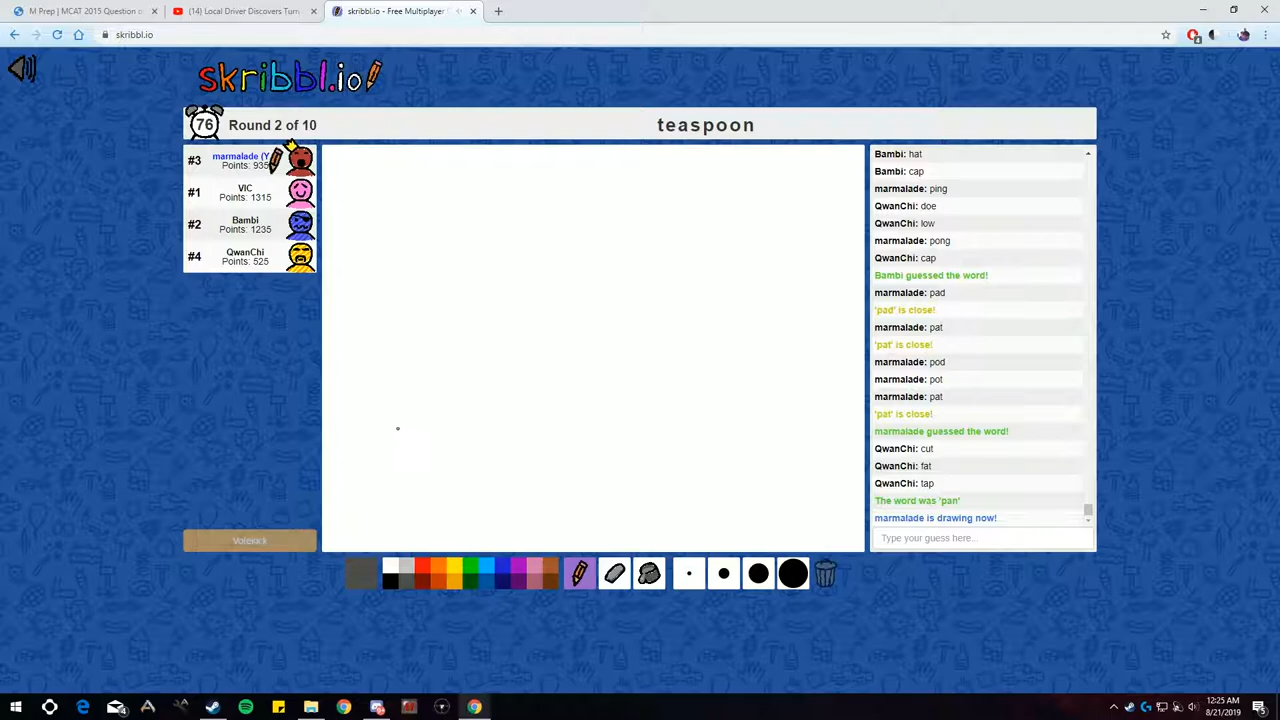 M Prep | MCAT 2015 Question o
(14) Local Driver Discovers Turn
skribbl.io - Free Multiplayer
skribbl.io
skribbl.io
76
Round 2 of 10
teaspoon
#3
marmalade (Y
Points: 935
#1
VIC
Points: 1315
#2
Bambi
Points: 1235
#4
QwanChi
Points: 525
Votekick
Bambi: hat
Bambi: cap
marmalade: ping
QwanChi: doe
QwanChi: low
marmalade: pong
QwanChi: cap
Bambi guessed the word!
marmalade: pad
'pad' is close!
marmalade: pat
'pat' is close!
marmalade: pod
marmalade: pot
marmalade: pat
'pat' is close!
marmalade guessed the word!
QwanChi: cut
QwanChi: fat
QwanChi: tap
The word was 'pan'
marmalade is drawing now!
Type your guess here...
12:25 AM
8/21/2019